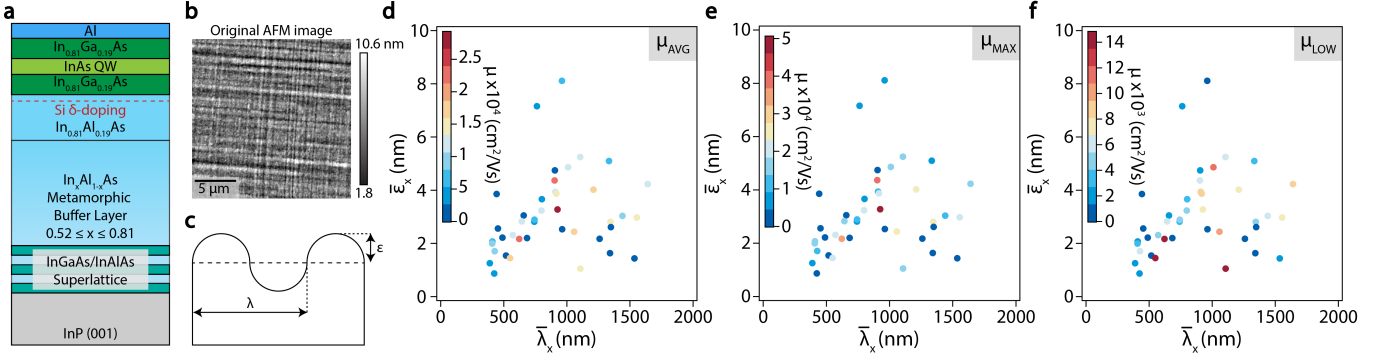 a
Al
In0.81Ga0.19As
InAs QW
In0.81Ga0.19As
Si δ-doping
In0.81Al0.19As
InxAl1-xAs
Metamorphic
Buffer Layer
0.52 ≤ x ≤ 0.81
InGaAs/InAlAs
Superlattice
InP (001)
b
Original AFM image
10.6 nm
5 µm
1.8
c
ε
λ
d
10
8
6
4
2
0
ε̅x (nm)
2.5
2
1.5
1
0.5
0
µ x10⁴ (cm²/Vs)
µAVG
0
500
1000
1500
2000
λ̅x (nm)
e
10
8
6
4
2
0
ε̅x (nm)
5
4
3
2
1
0
µ x10⁴ (cm²/Vs)
µMAX
0
500
1000
1500
2000
λ̅x (nm)
f
10
8
6
4
2
0
ε̅x (nm)
14
12
10
8
6
4
2
0
µ x10³ (cm²/Vs)
µLOW
0
500
1000
1500
2000
λ̅x (nm)